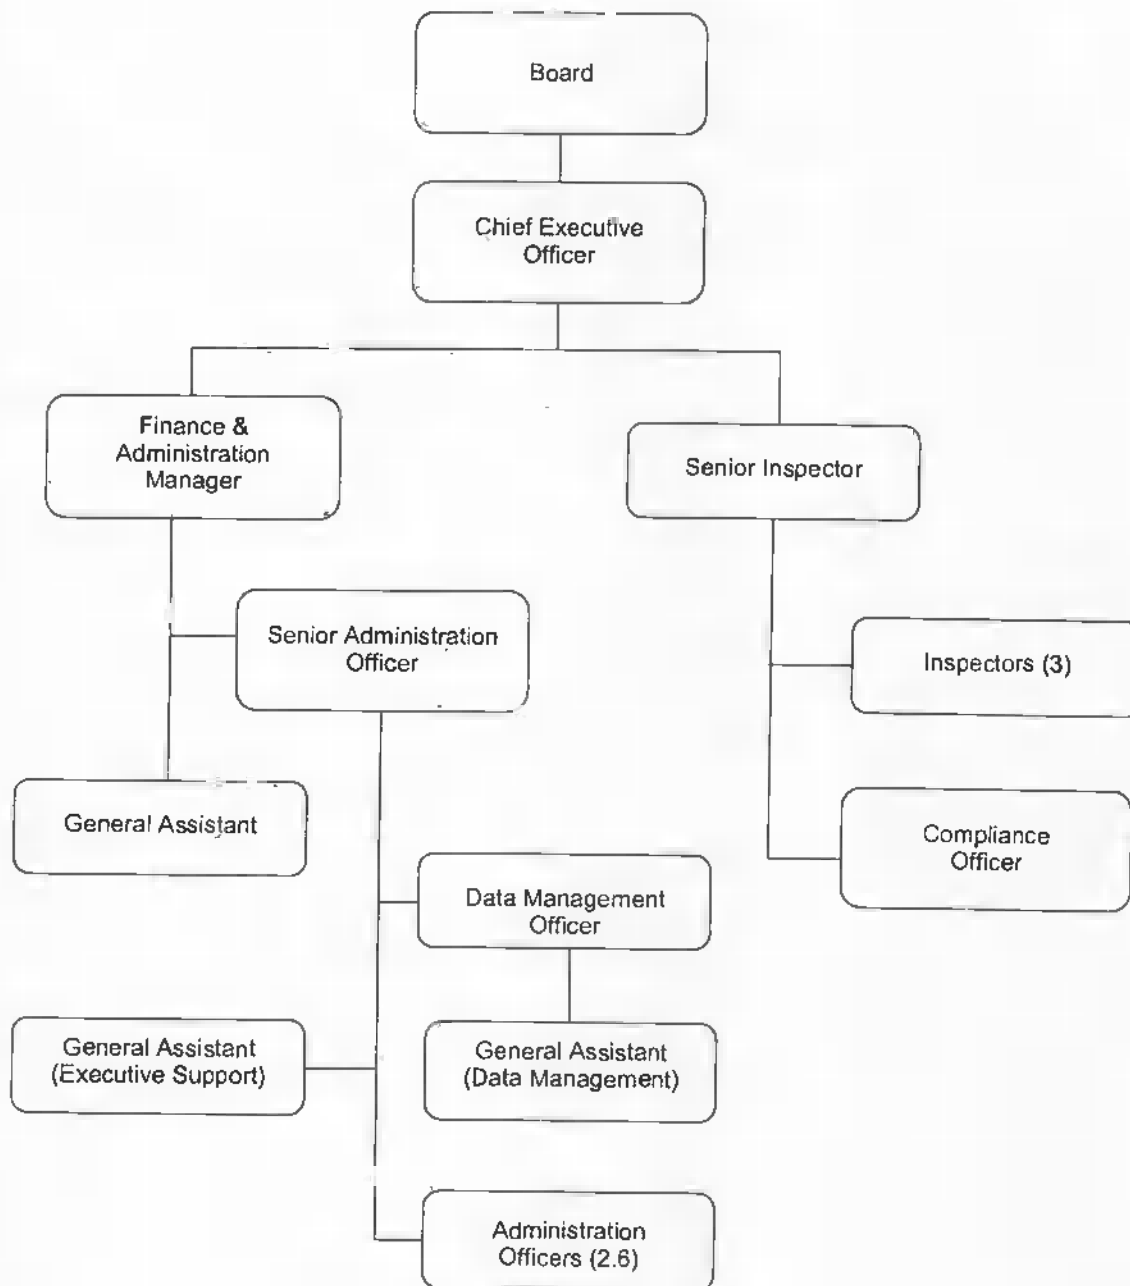 Board
Chief Executive
Officer
Finance &
Administration
Manager
Senior Inspector
Senior Administration
Officer
Inspectors (3)
General Assistant
Compliance
Officer
Data Management
Officer
General Assistant
(Executive Support)
General Assistant
(Data Management)
Administration
Officers (2.6)